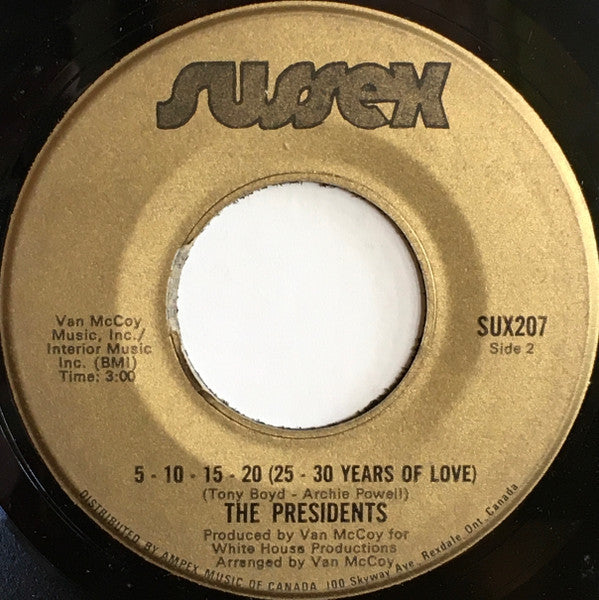 sussex
Van McCoy
Music, Inc./
Interior Music
Inc. (BMI)
Time: 3:00
SUX207
Side 2
5 - 10 - 15 - 20 (25 - 30 YEARS OF LOVE)
(Tony Boyd - Archie Powell)
THE PRESIDENTS
Produced by Van McCoy for
White House Productions
Arranged by Van McCoy
DISTRIBUTED BY AMPEX MUSIC OF CANADA, 100 Skyway Av., Rexdale Ont. Canada